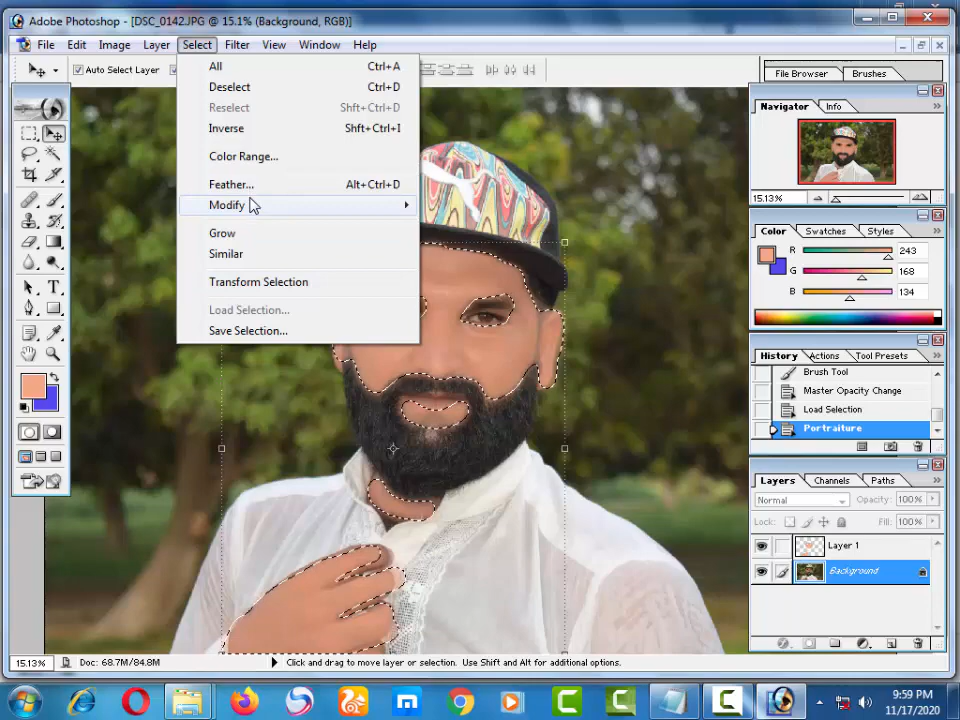 Adobe Photoshop - [DSC_0142.JPG @ 15.1% (Background, RGB)]
File Edit Image Layer Select Filter View Window Help
Auto Select Layer
File Browser Brushes
All Ctrl+A
Deselect Ctrl+D
Reselect Shft+Ctrl+D
Inverse Shft+Ctrl+I
Color Range...
Feather... Alt+Ctrl+D
Modify
Grow
Similar
Transform Selection
Load Selection...
Save Selection...
Navigator Info
15.13%
Color Swatches Styles
R 243
G 168
B 134
History Actions Tool Presets
Brush Tool
Master Opacity Change
Load Selection
Portraiture
Layers Channels Paths
Normal Opacity: 100%
Lock: Fill: 100%
Layer 1
Background
15.13% Doc: 68.7M/84.8M Click and drag to move layer or selection. Use Shift and Alt for additional options.
9:59 PM
11/17/2020